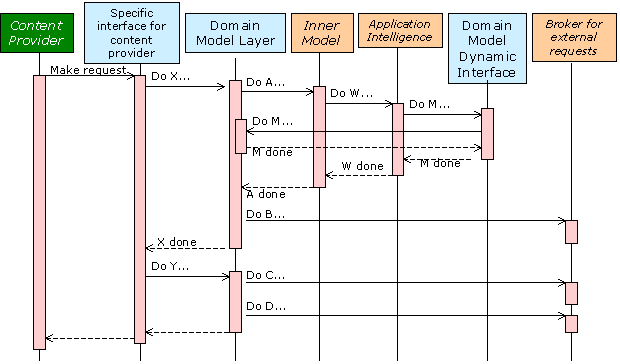 Content
Provider
Specific
interface for
content
provider
Domain
Model Layer
Inner
Model
Application
Intelligence
Domain
Model
Dynamic
Interface
Broker for
external
requests
Make request
Do X...
Do A...
Do W...
Do M...
Do M...
M done
M done
W done
A done
Do B...
X done
Do Y...
Do C...
Do D...